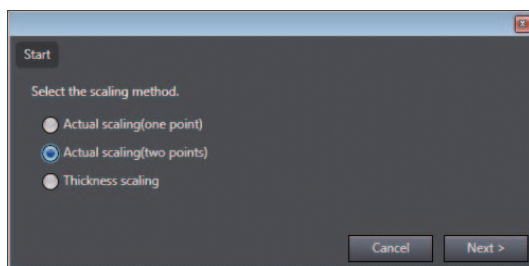 Start
Select the scaling method.
Actual scaling(one point)
Actual scaling(two points)
Thickness scaling
Cancel
Next >